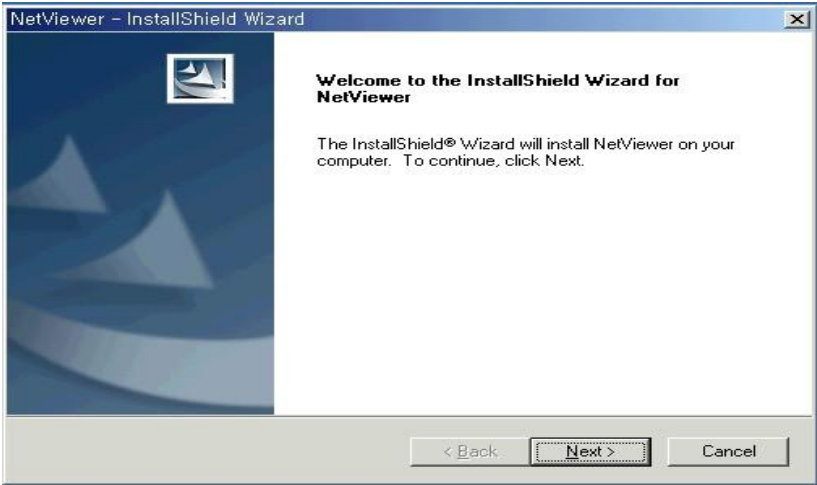 NetViewer - InstallShield Wizard
Welcome to the InstallShield Wizard for
NetViewer
The InstallShield® Wizard will install NetViewer on your
computer. To continue, click Next.
< Back
Next >
Cancel